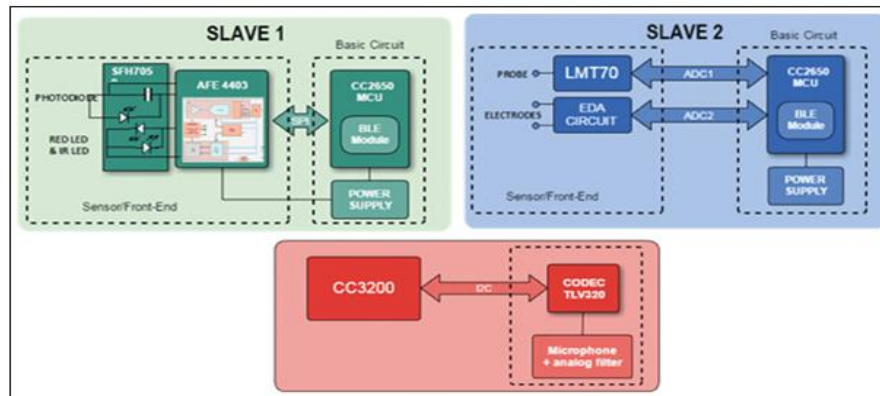 SLAVE 1
Basic Circuit
SFH705
AFE 4403
PHOTODIODE
RED LED
& IR LED
SPI
CC2650
MCU
BLE
Module
POWER
SUPPLY
Sensor/Front-End
SLAVE 2
Basic Circuit
PROBE
LMT70
ADC1
CC2650
MCU
ELECTRODES
EDA
CIRCUIT
ADC2
BLE
Module
POWER
SUPPLY
Sensor/Front-End
CC3200
I2C
CODEC
TLV320
Microphone
+ analog filter